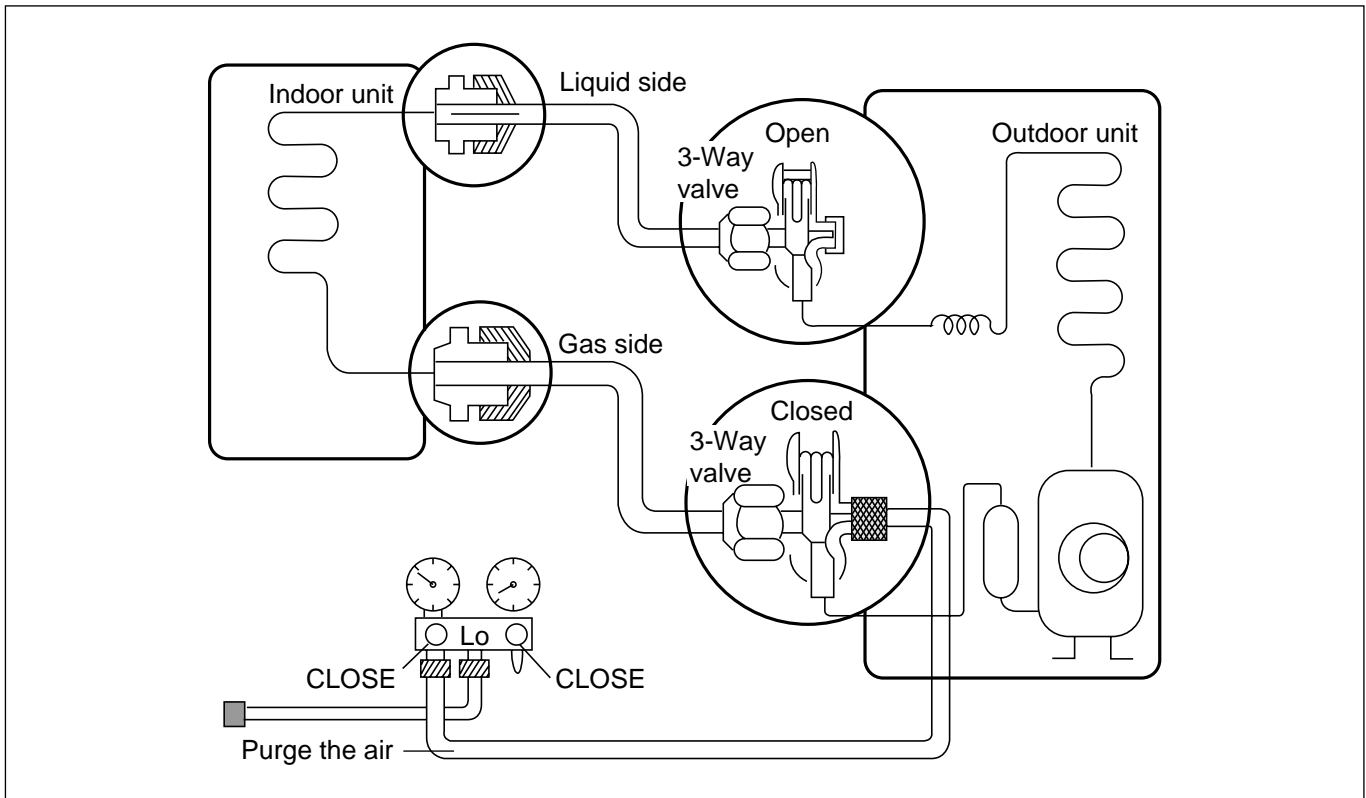 Indoor unit
Liquid side
Open
3-Way
valve
Outdoor unit
Gas side
Closed
3-Way
valve
Lo
CLOSE
CLOSE
Purge the air